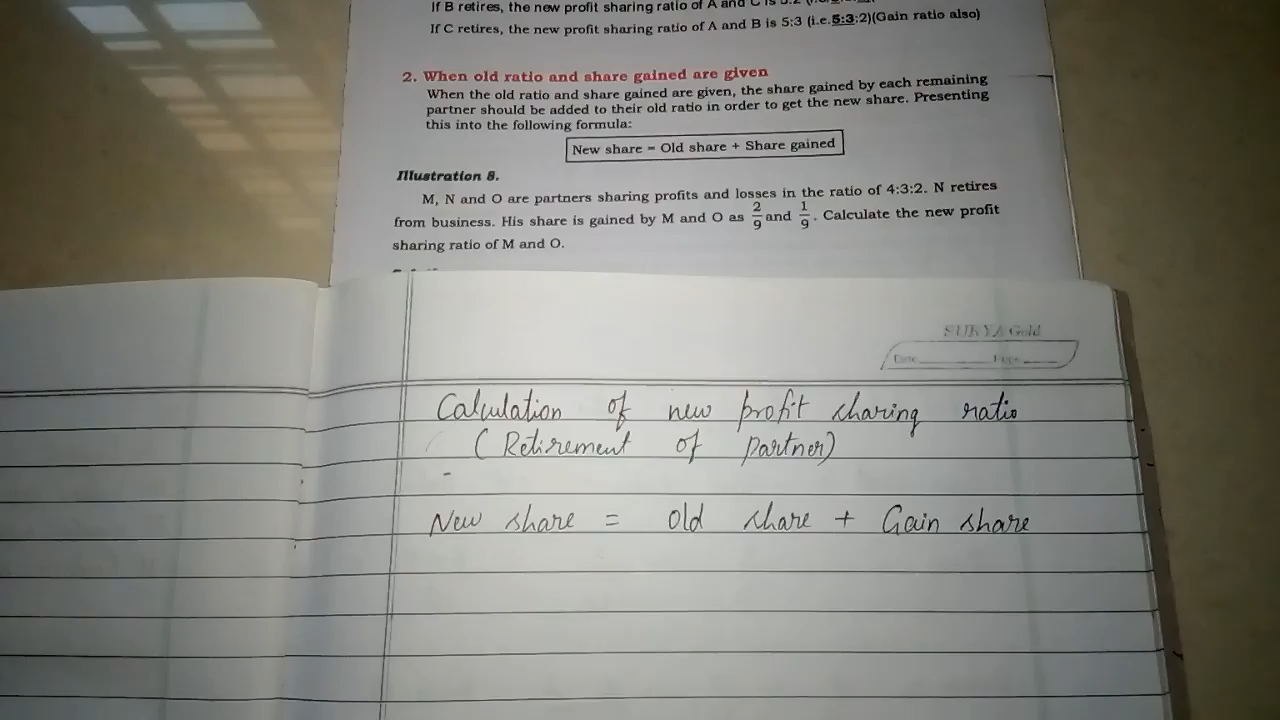 If B retires, the new profit sharing ratio of A and C is
If C retires, the new profit sharing ratio of A and B is 5:3 (i.e.5:3:2)(Gain ratio also)
2. When old ratio and share gained are given
When the old ratio and share gained are given, the share gained by each remaining
partner should be added to their old ratio in order to get the new share. Presenting
this into the following formula:
New share = Old share + Share gained
Illustration 8.
M, N and O are partners sharing profits and losses in the ratio of 4:3:2. N retires
from business. His share is gained by M and O as 2/9 and 1/9. Calculate the new profit
sharing ratio of M and O.
SURYA Gold
Date Page
Calculation of new profit sharing ratio
(Retirement of partner)
New share = old share + Gain share